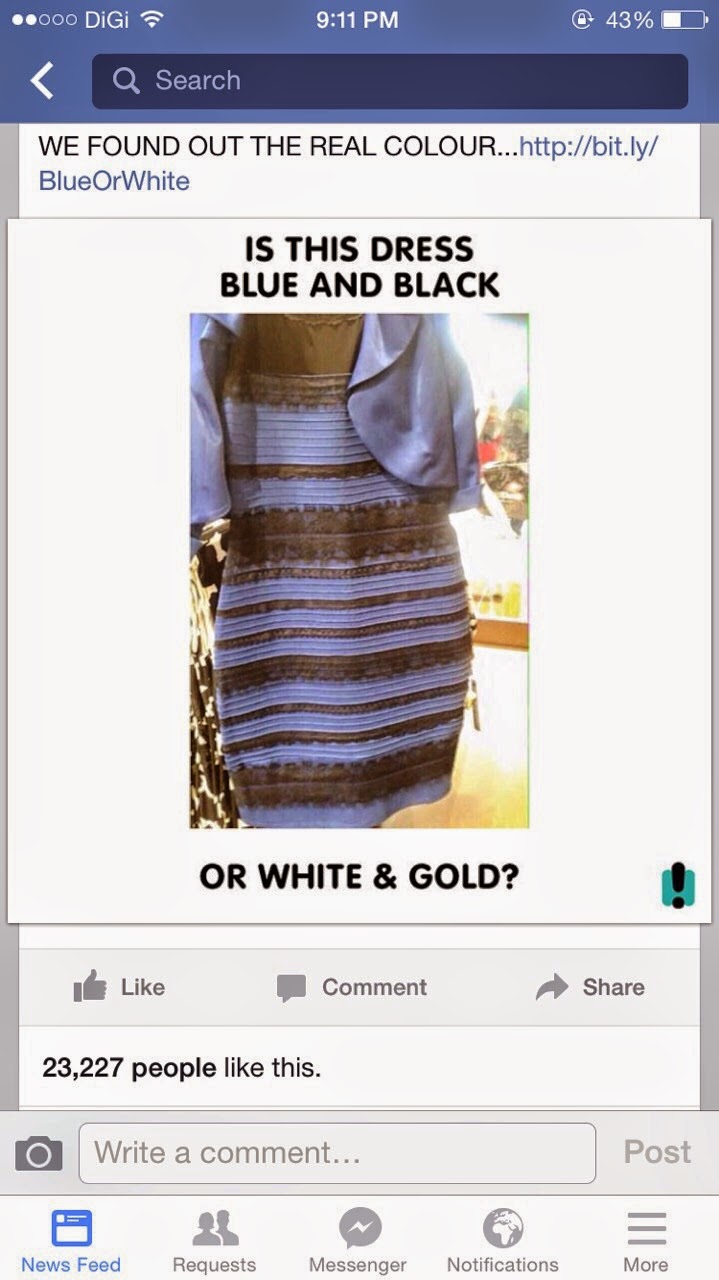 DiGi 9:11 PM 43%
Search
WE FOUND OUT THE REAL COLOUR...http://bit.ly/
BlueOrWhite
IS THIS DRESS
BLUE AND BLACK
OR WHITE & GOLD?
Like Comment Share
23,227 people like this.
Write a comment... Post
News Feed Requests Messenger Notifications More